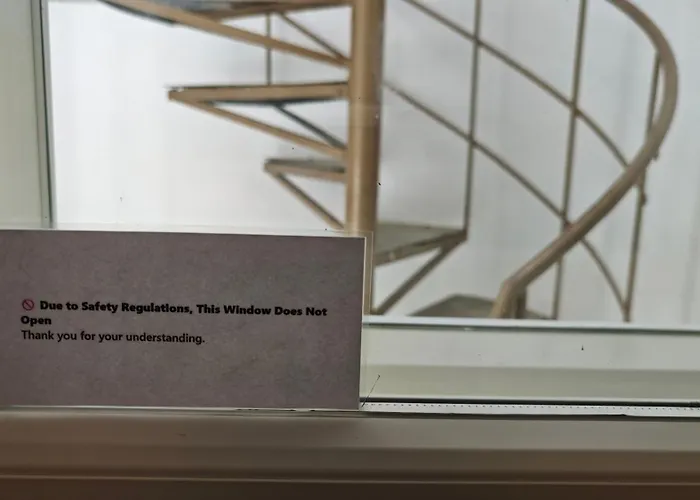 🚫 Due to Safety Regulations, This Window Does Not
Open
Thank you for your understanding.